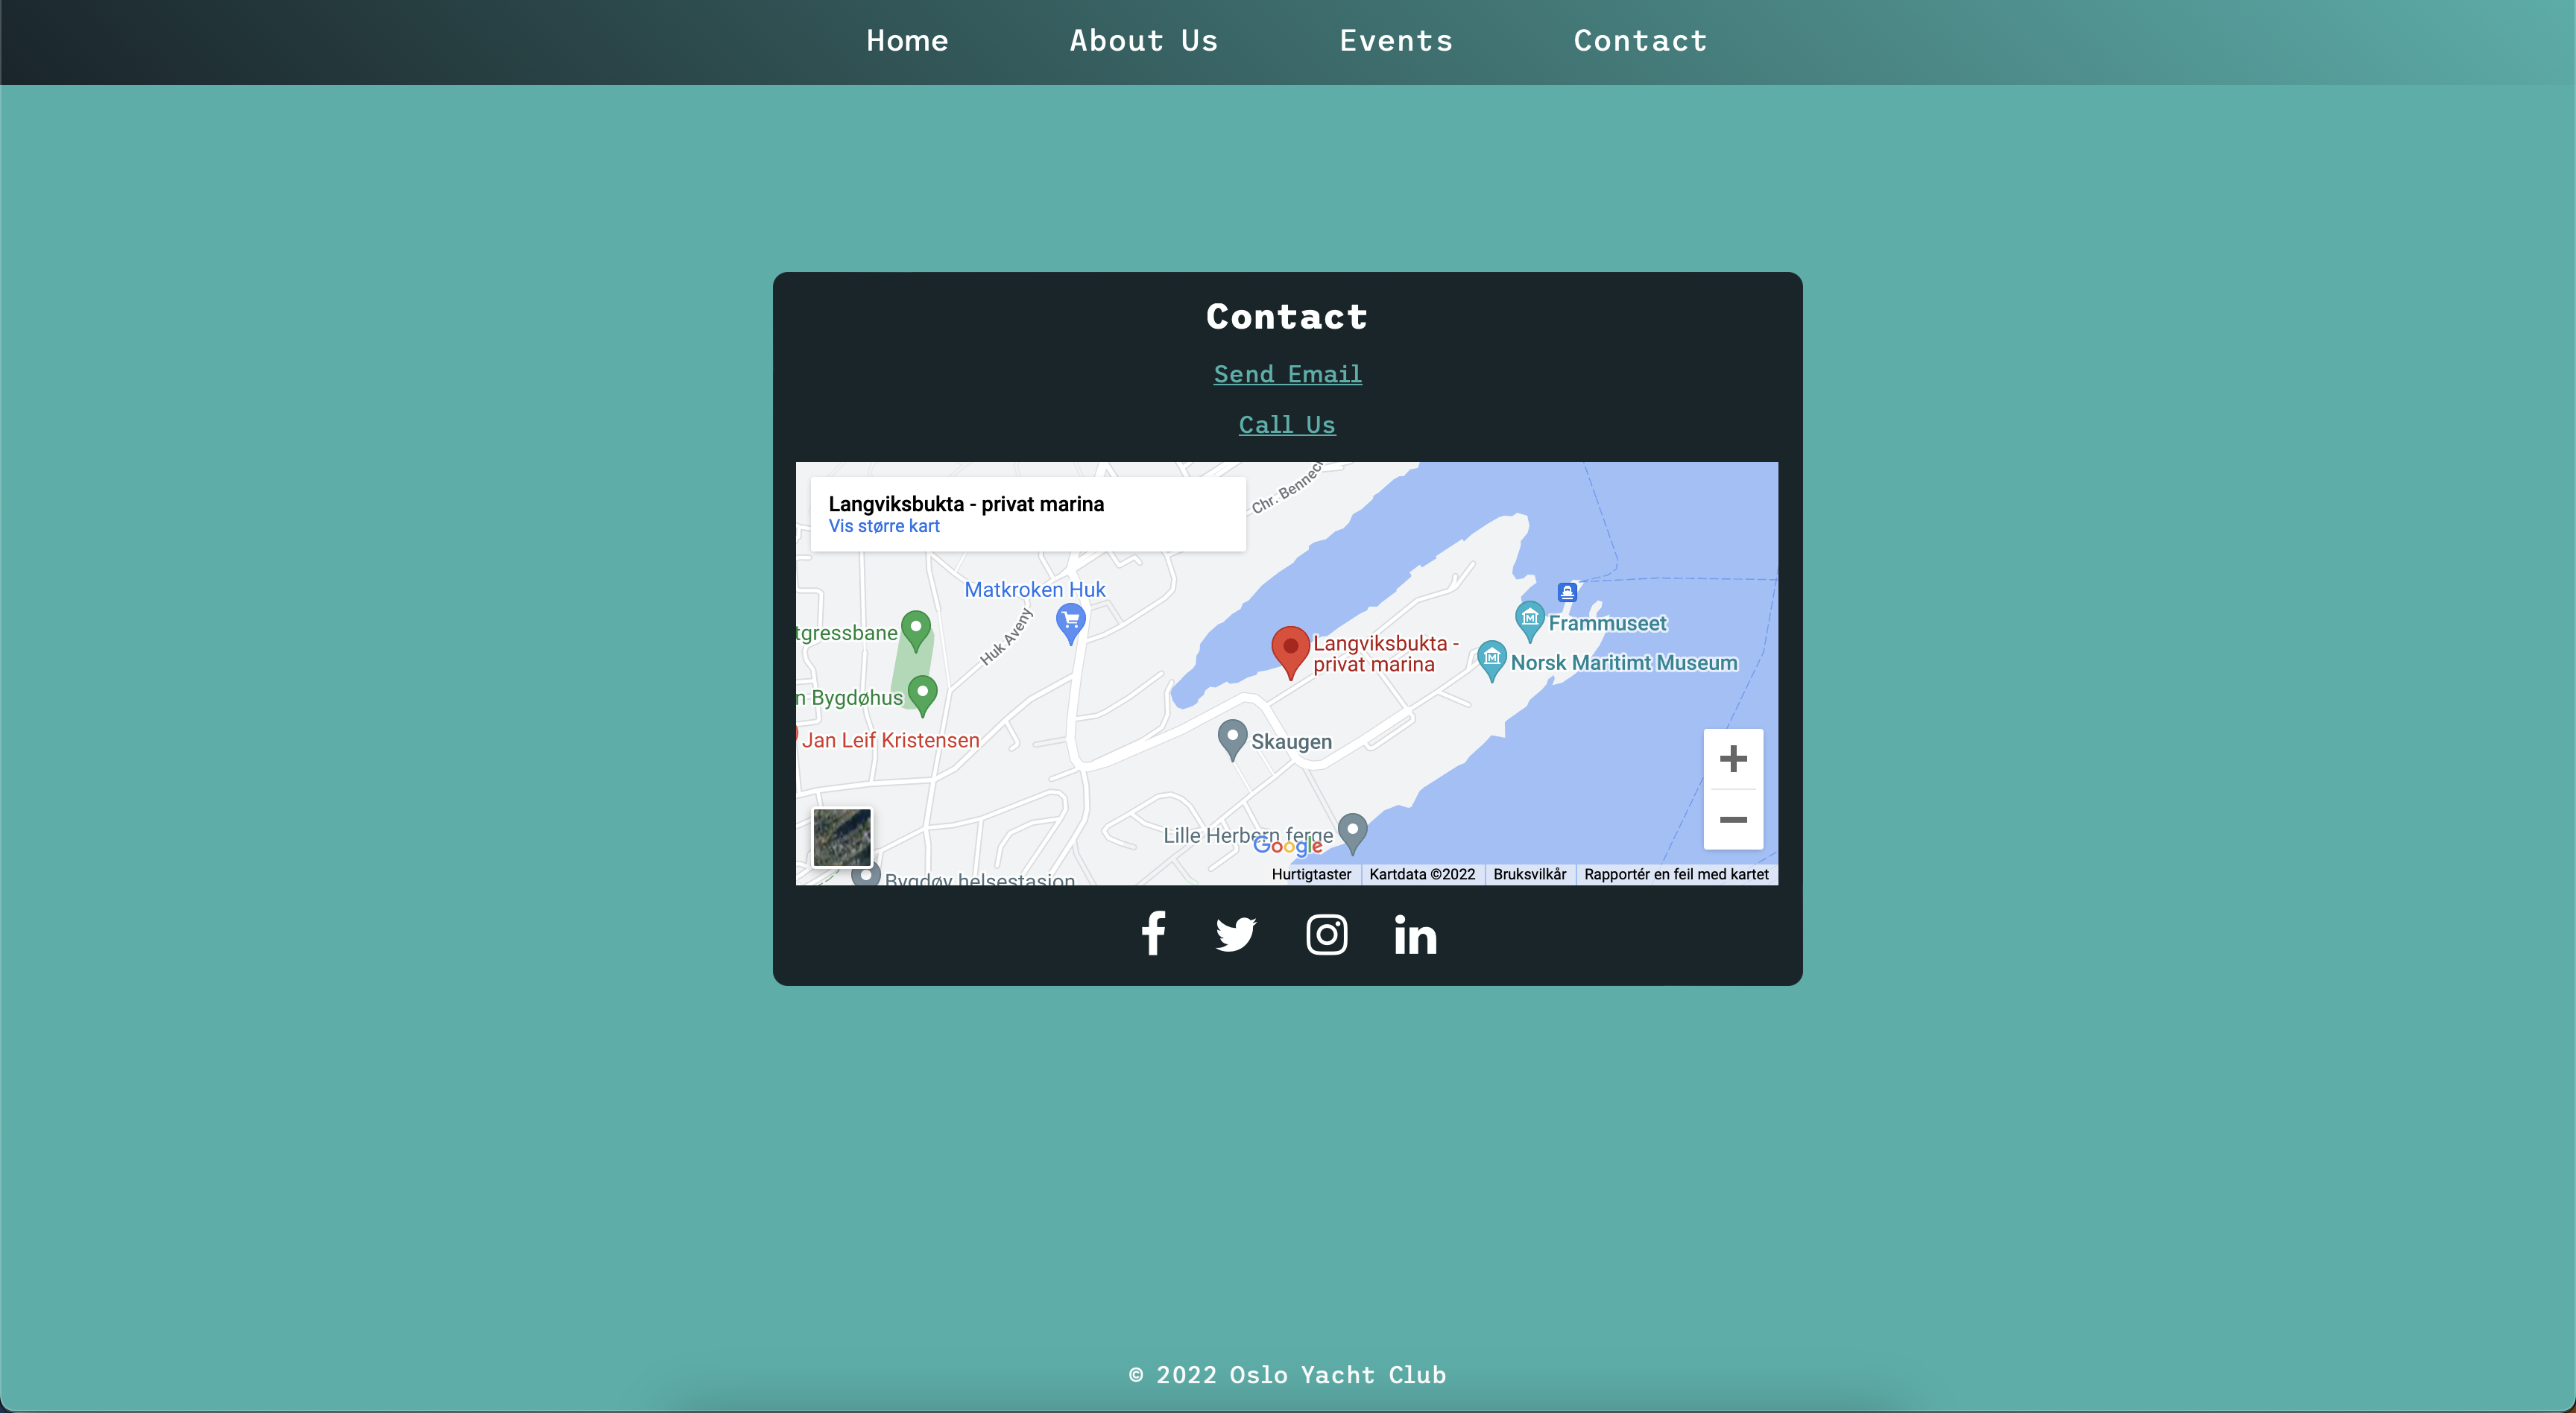 Home About Us Events Contact
Contact
Send Email
Call Us
Langviksbukta - privat marina
Vis større kart
Chr. Bennec
Matkroken Huk
Huk Aveny
tgressbane
Langviksbukta -
privat marina
Frammuseet
Norsk Maritimt Museum
n Bygdøhus
Jan Leif Kristensen
Skaugen
Lille Herbern ferge
Google
Bygdøy helsestasjon
Hurtigtaster Kartdata ©2022 Bruksvilkår Rapportér en feil med kartet
© 2022 Oslo Yacht Club